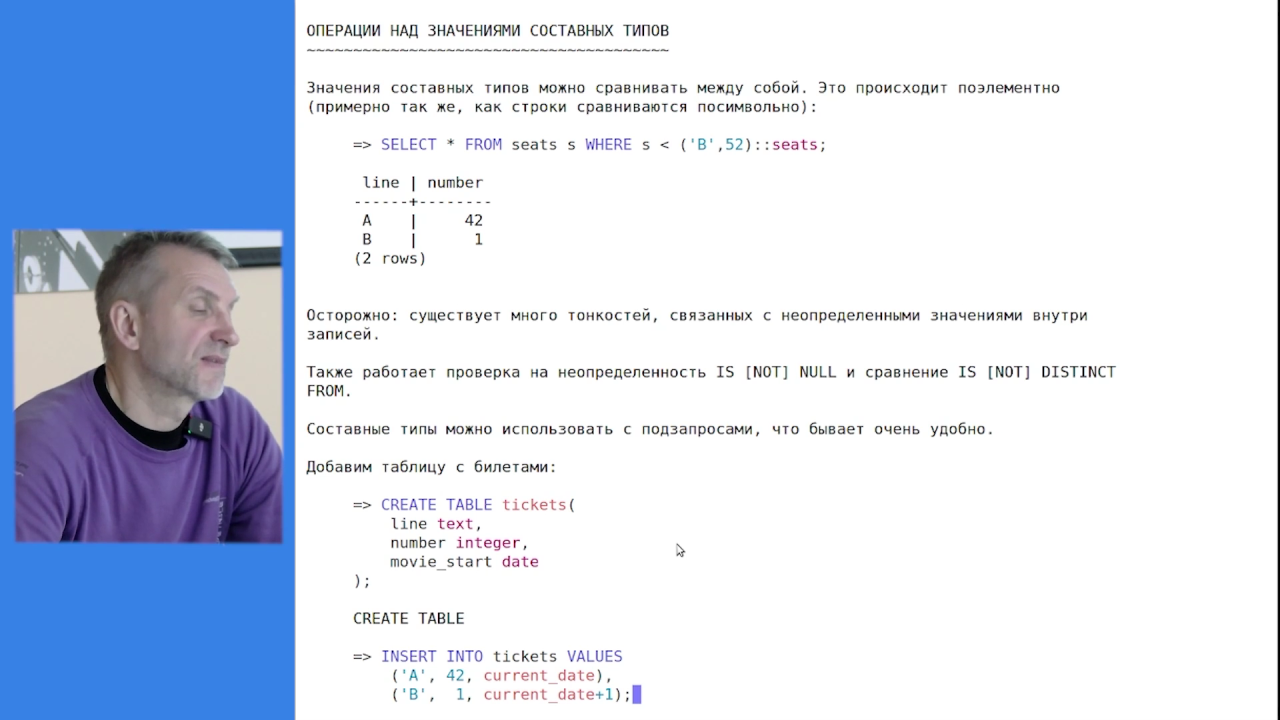 ОПЕРАЦИИ НАД ЗНАЧЕНИЯМИ СОСТАВНЫХ ТИПОВ
~~~~~~~~~~~~~~~~~~~~~~~~~~~~~~~~~~~~~~~
Значения составных типов можно сравнивать между собой. Это происходит поэлементно
(примерно так же, как строки сравниваются посимвольно):
=> SELECT * FROM seats s WHERE s < ('B',52)::seats;
line | number
------+--------
A    |     42
B    |      1
(2 rows)
Осторожно: существует много тонкостей, связанных с неопределенными значениями внутри
записей.
Также работает проверка на неопределенность IS [NOT] NULL и сравнение IS [NOT] DISTINCT
FROM.
Составные типы можно использовать с подзапросами, что бывает очень удобно.
Добавим таблицу с билетами:
=> CREATE TABLE tickets(
line text,
number integer,
movie_start date
);
CREATE TABLE
=> INSERT INTO tickets VALUES
('A', 42, current_date),
('B',  1, current_date+1);